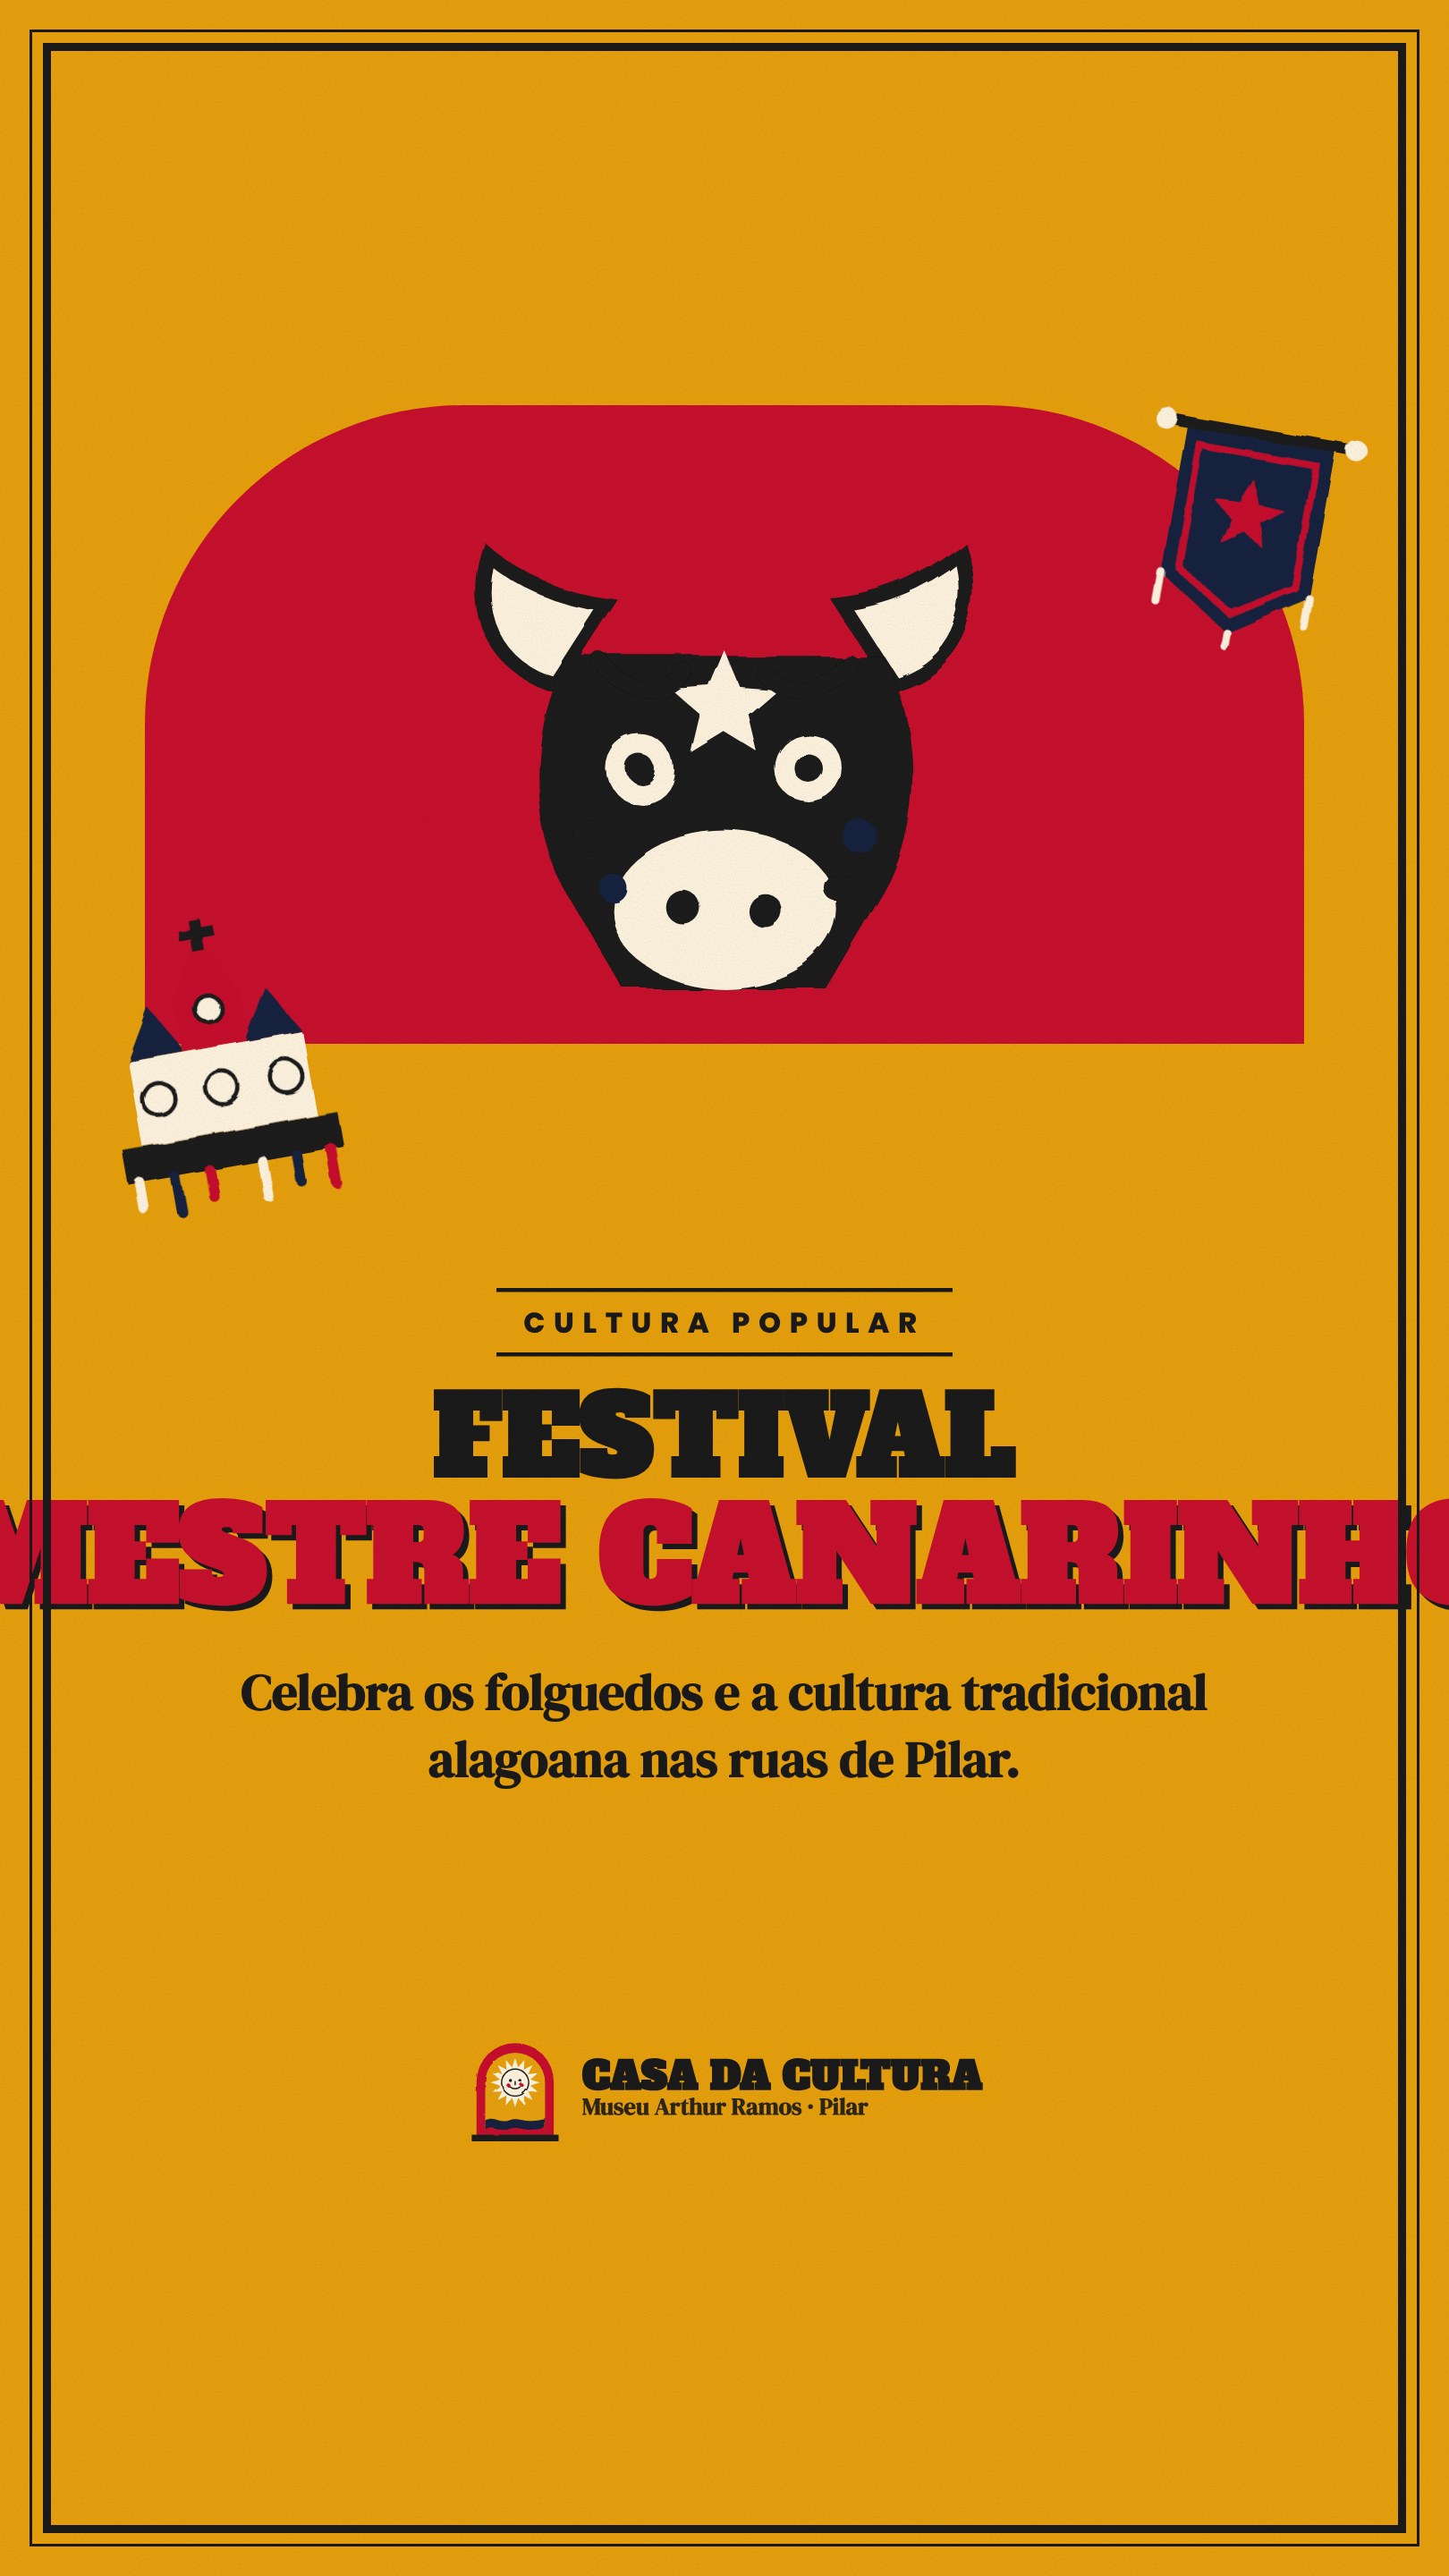 CULTURA POPULAR
FESTIVAL
MESTRE CANARINHO
Celebra os folguedos e a cultura tradicional
alagoana nas ruas de Pilar.
CASA DA CULTURA
Museu Arthur Ramos • Pilar